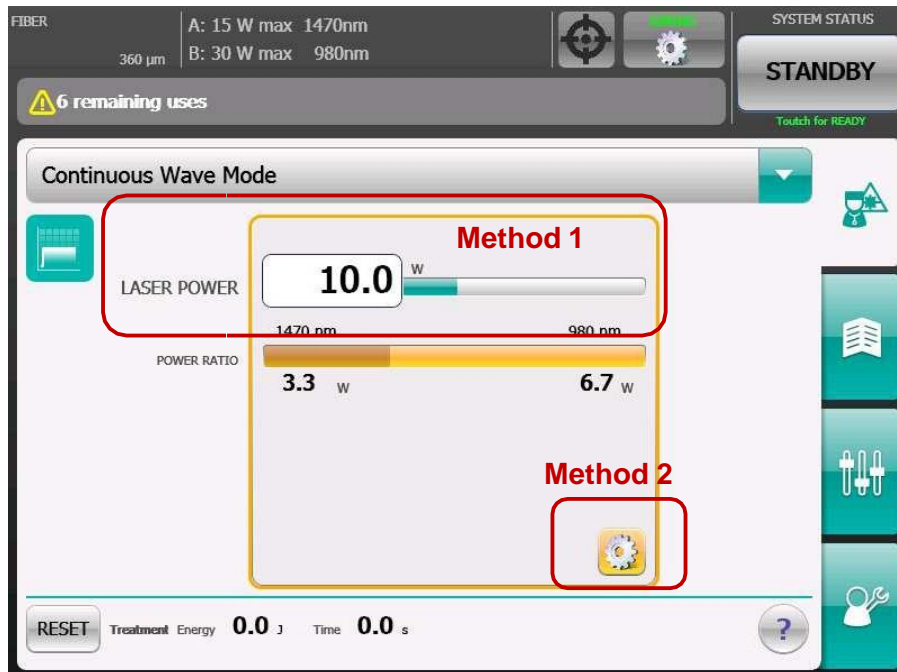 FIBER
360 µm
A: 15 W max 1470nm
B: 30 W max 980nm
SYSTEM STATUS
STANDBY
Toutch for READY
6 remaining uses
Continuous Wave Mode
Method 1
LASER POWER 10.0 W
1470 nm 980 nm
POWER RATIO
3.3 W 6.7 W
Method 2
RESET Treatment Energy 0.0 J Time 0.0 s ?